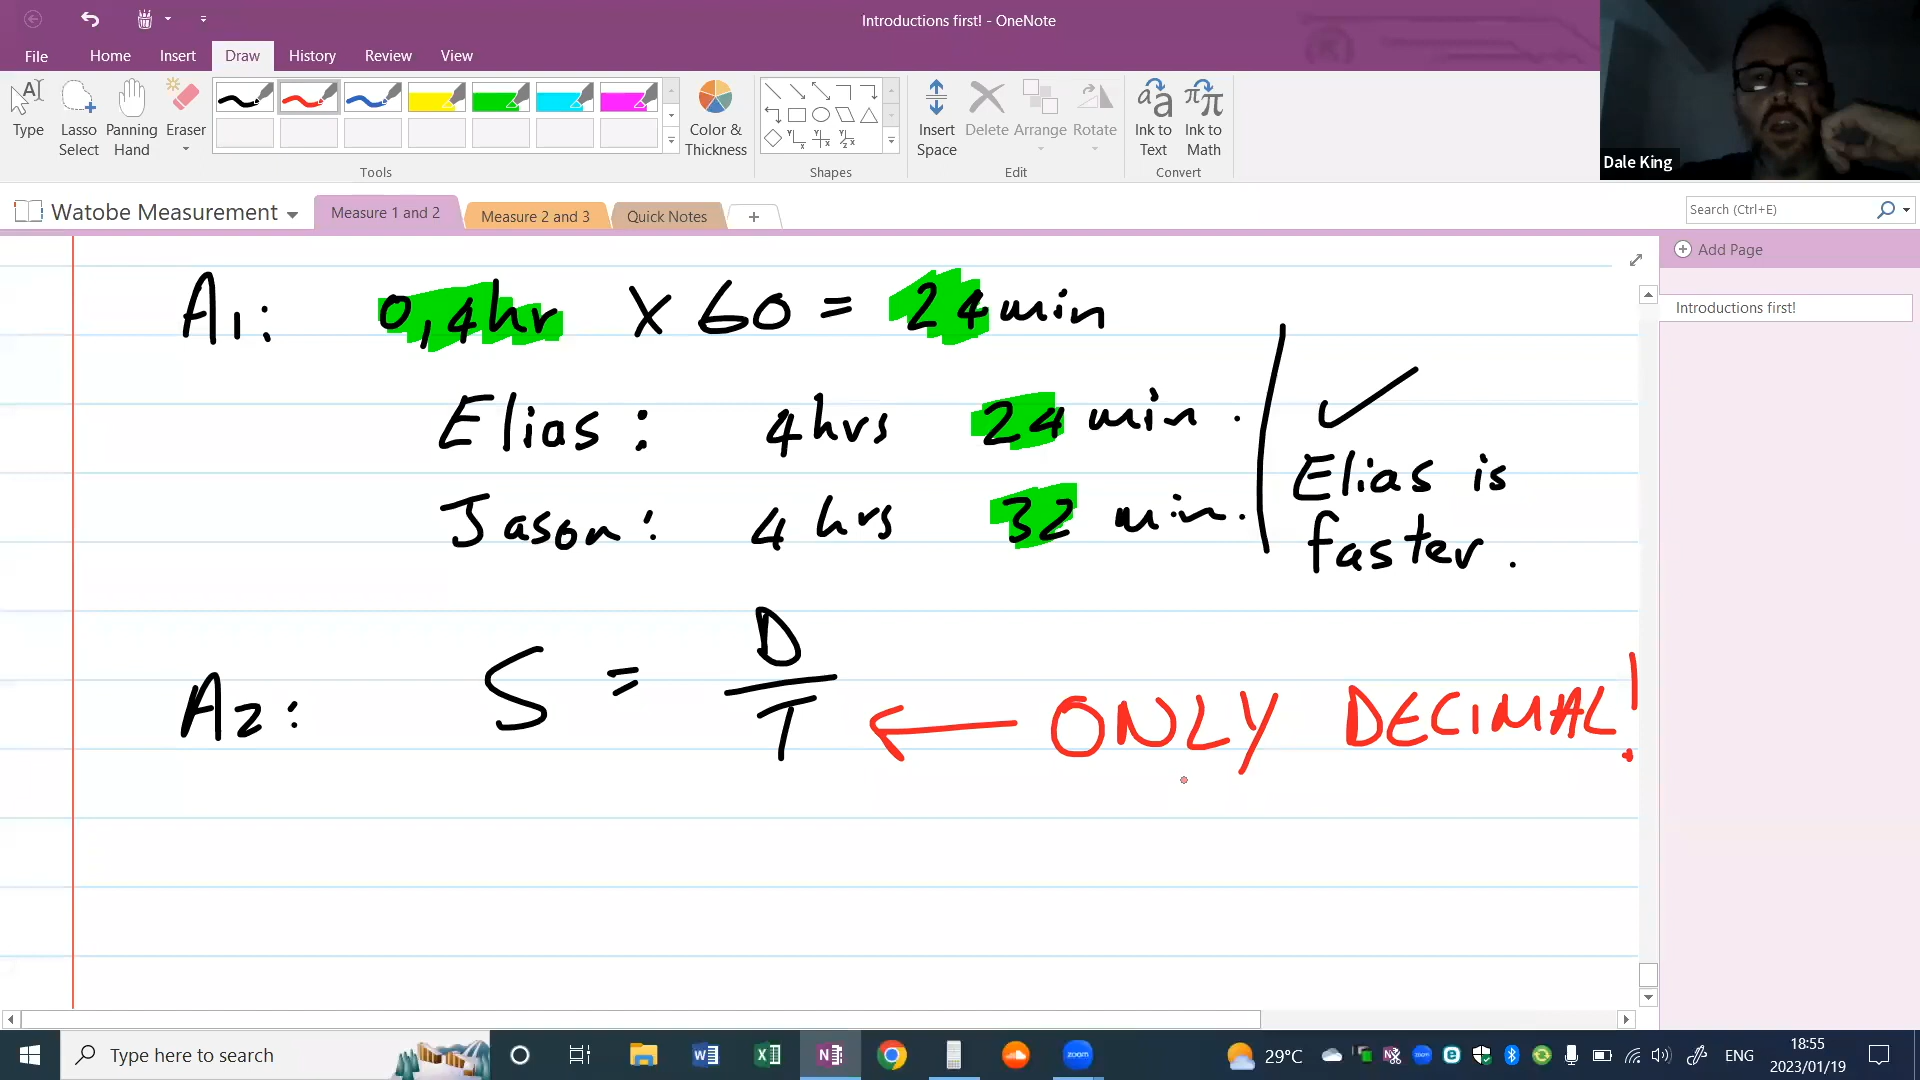 Introductions first! - OneNote
File Home Insert Draw History Review View
Type
Lasso Select
Panning Hand
Eraser
Color & Thickness
Insert Space
Delete
Arrange
Rotate
Ink to Text
Ink to Math
Tools
Shapes
Edit
Convert
Dale King
Watobe Measurement
Measure 1 and 2
Measure 2 and 3
Quick Notes
+
Search (Ctrl+E)
Add Page
Introductions first!
A1: 0,4hr x 60 = 24min
Elias: 4hrs 24 min.
Jason: 4 hrs 32 min.
✓
Elias is
faster.
A2: S = D/T ← ONLY DECIMAL!
Type here to search
29°C
ENG
18:55
2023/01/19